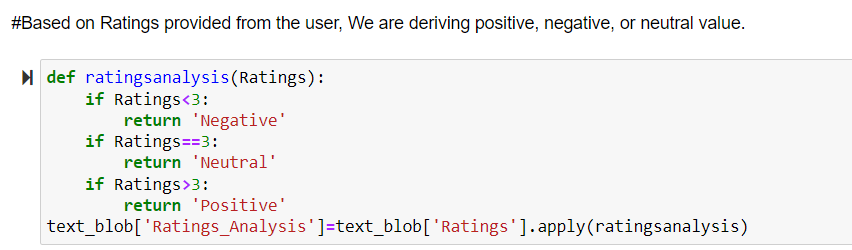 #Based on Ratings provided from the user, We are deriving positive, negative, or neutral value.
def ratingsanalysis(Ratings):
    if Ratings<3:
        return 'Negative'
    if Ratings==3:
        return 'Neutral'
    if Ratings>3:
        return 'Positive'
text_blob['Ratings_Analysis']=text_blob['Ratings'].apply(ratingsanalysis)